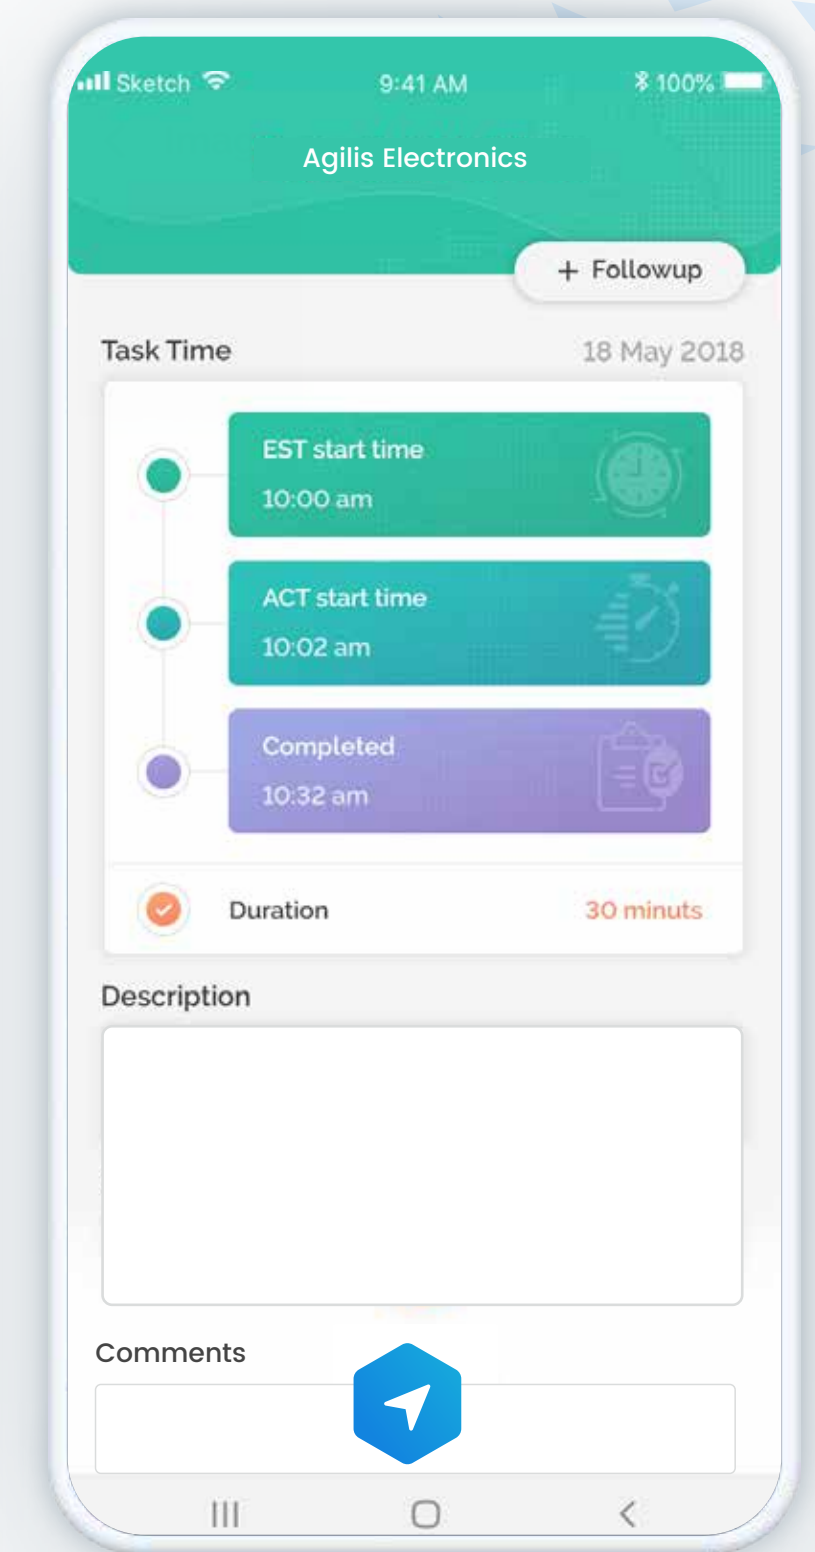 Sketch 9:41 AM 100%
Agilis Electronics
+ Followup
Task Time 18 May 2018
EST start time
10:00 am
ACT start time
10:02 am
Completed
10:32 am
Duration 30 minuts
Description
Comments